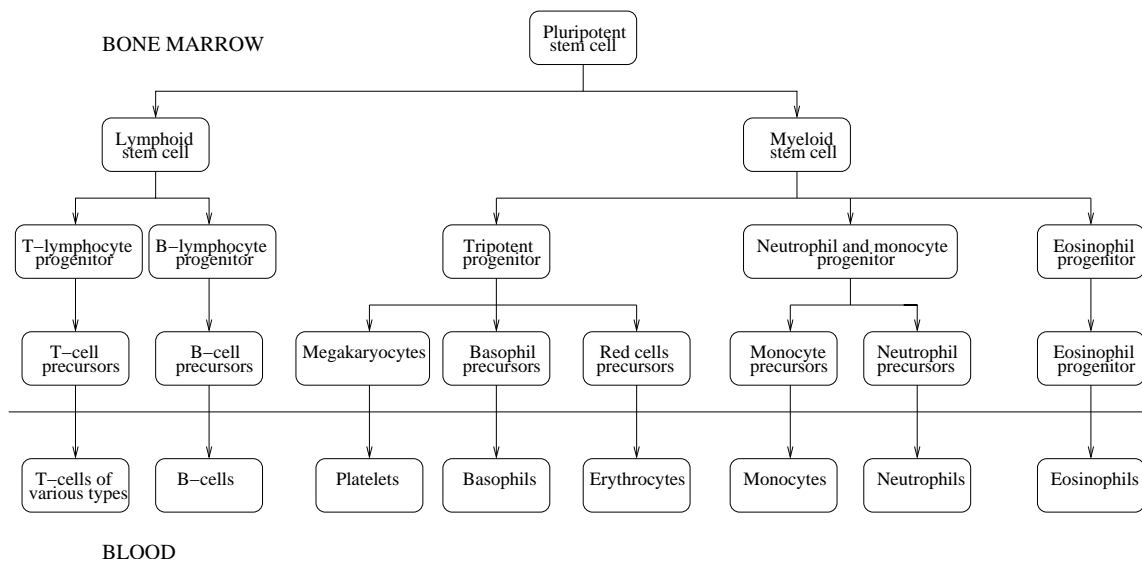 BONE MARROW
Pluripotent
stem cell
Lymphoid
stem cell
Myeloid
stem cell
T−lymphocyte
progenitor
B−lymphocyte
progenitor
Tripotent
progenitor
Neutrophil and monocyte
progenitor
Eosinophil
progenitor
T−cell
precursors
B−cell
precursors
Megakaryocytes
Basophil
precursors
Red cells
precursors
Monocyte
precursors
Neutrophil
precursors
Eosinophil
progenitor
T−cells of
various types
B−cells
Platelets
Basophils
Erythrocytes
Monocytes
Neutrophils
Eosinophils
BLOOD